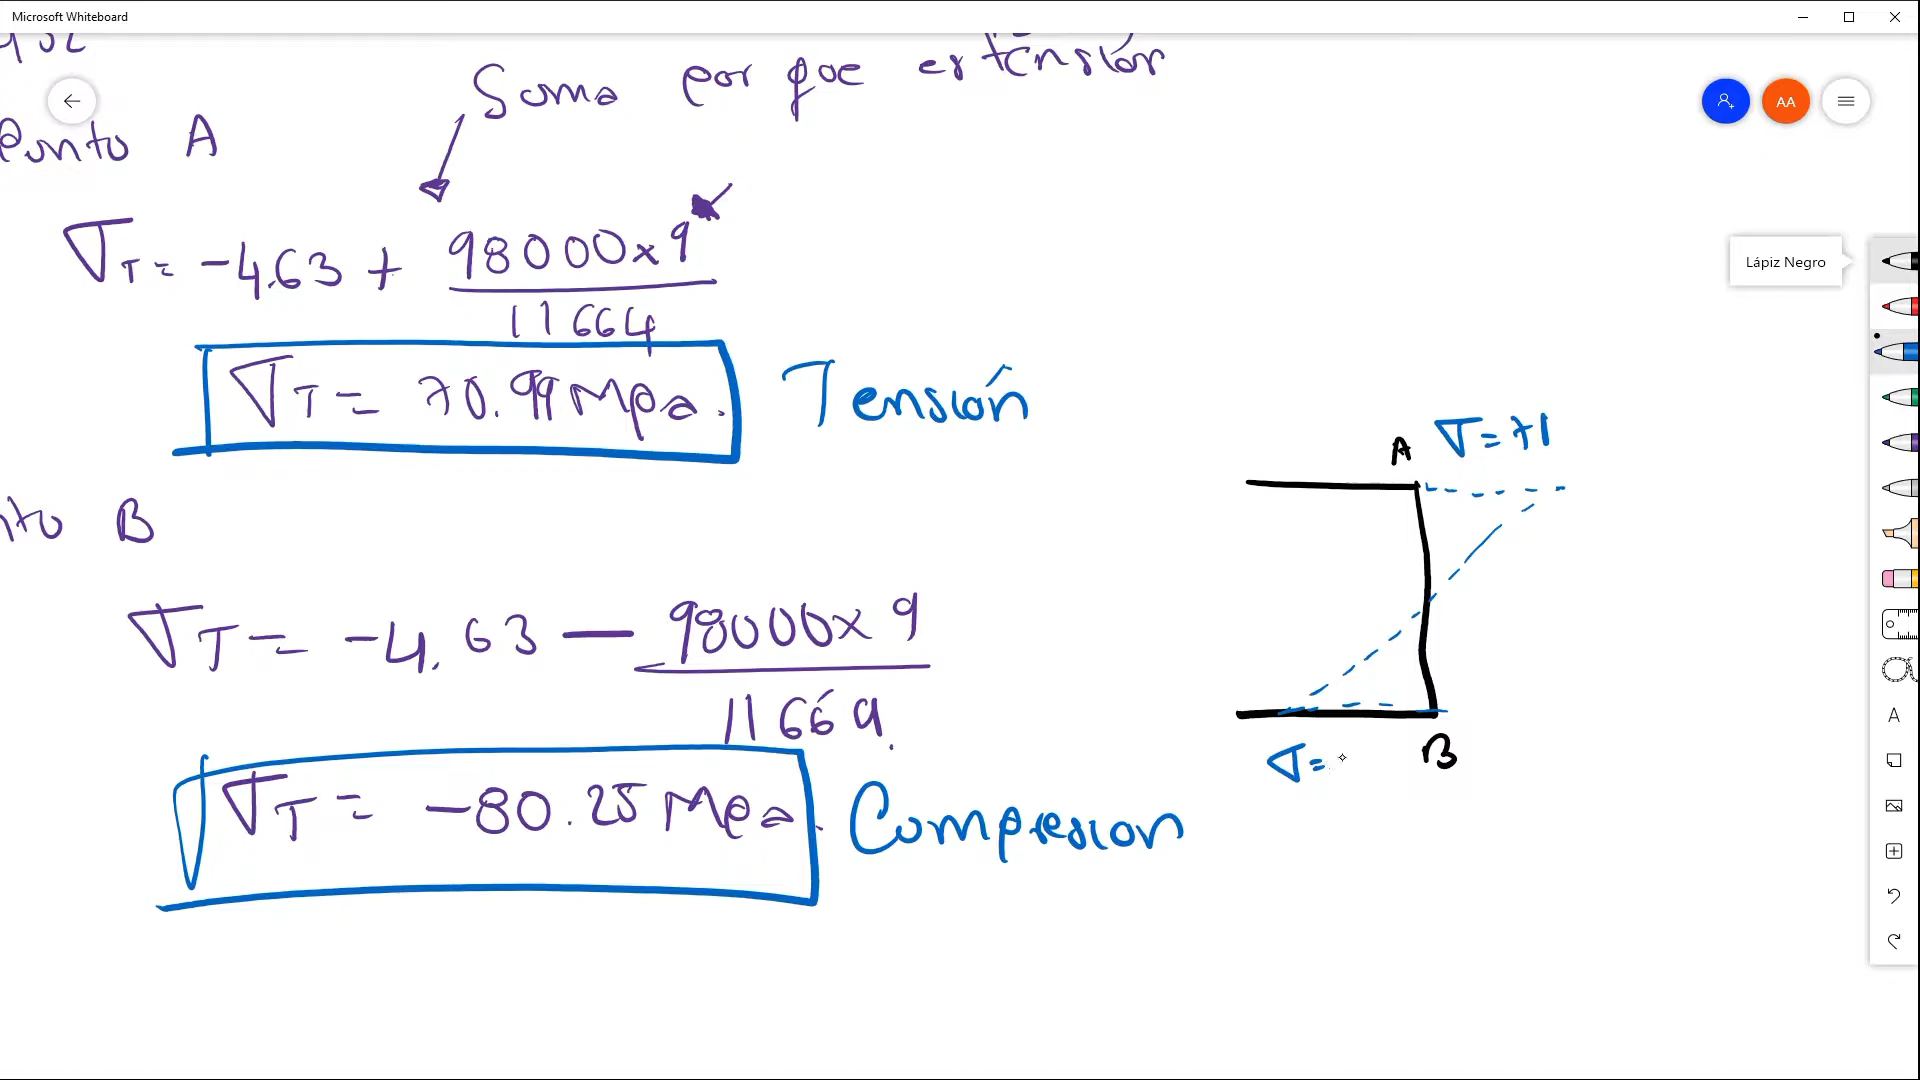 Microsoft Whiteboard
Suma por que es tensión
Punto A
σT = -4.63 + 98000x9
11664
σT = 70.99 Mpa. Tensión
nto B
σT = -4.63 — 98000x9
11664.
σT = -80.25 Mpa. Compresion
A σ=71
σ= B
AA
Lápiz Negro
A